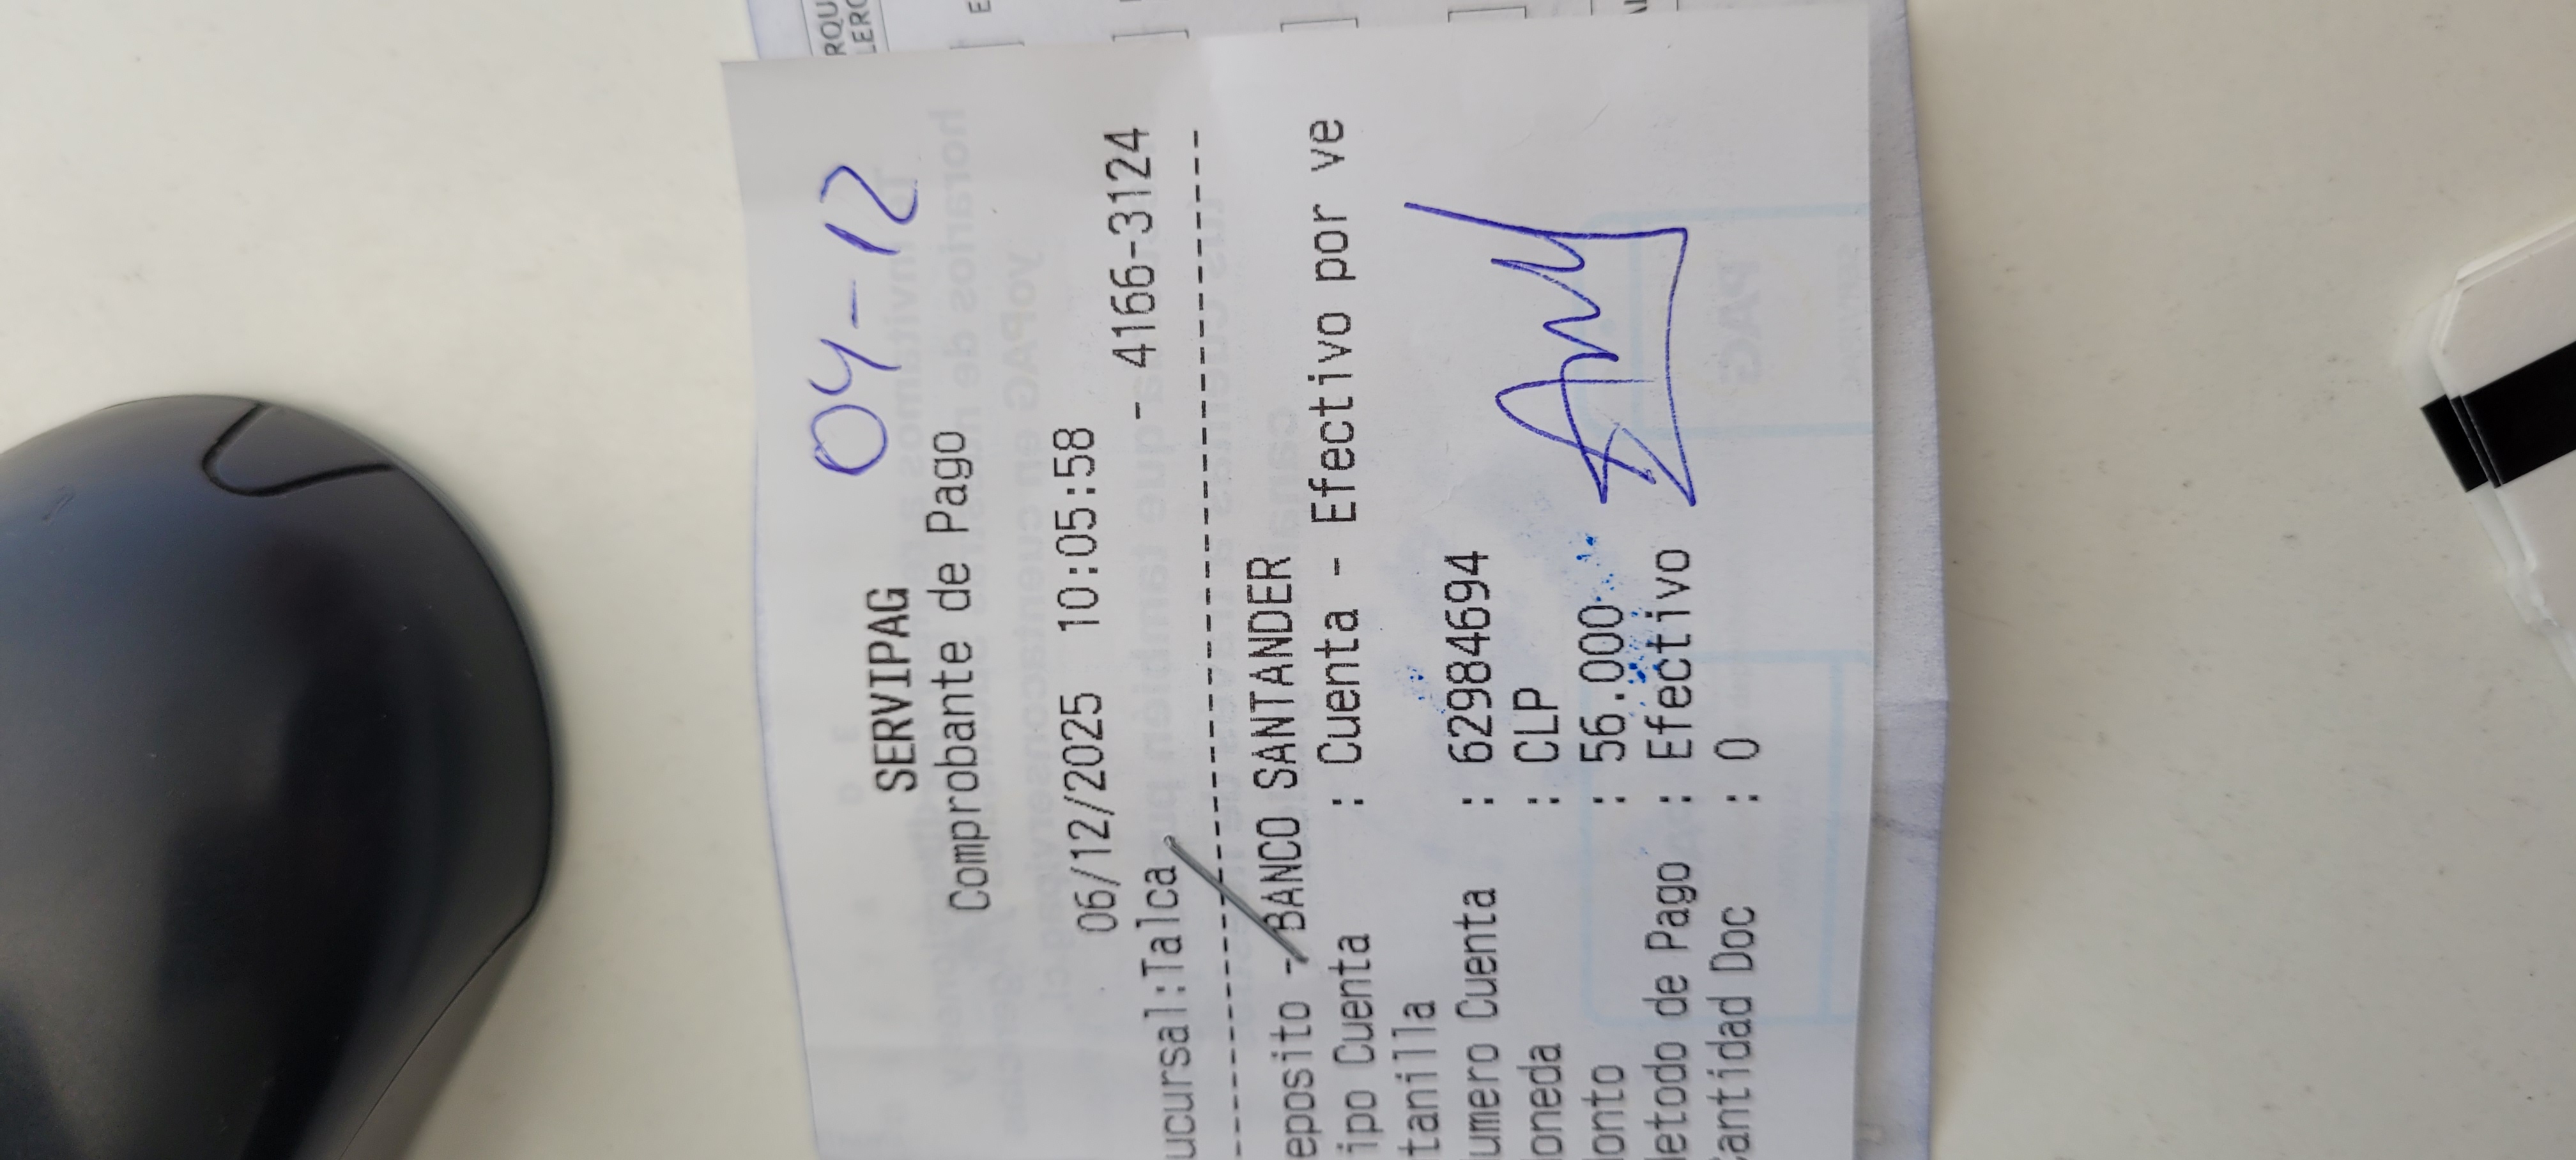 04-12
SERVIPAG
Comprobante de Pago
06/12/2025 10:05:58
ucursal:Talca - 4166-3124
--------------------------------
eposito - BANCO SANTANDER
ipo Cuenta : Cuenta - Efectivo por ve
tanilla
umero Cuenta : 62984694
oneda : CLP
onto : 56.000
etodo de Pago : Efectivo
antidad Doc : 0